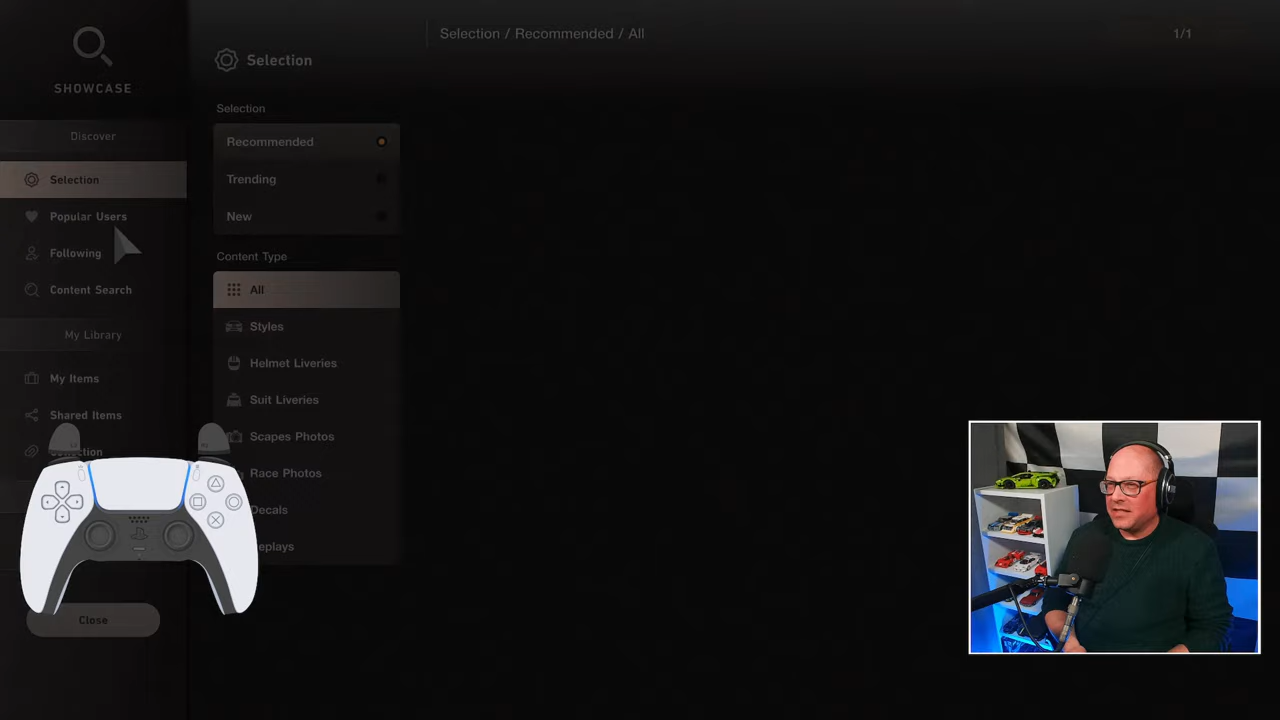 SHOWCASE
Discover
Selection
Popular Users
Following
Content Search
My Library
My Items
Shared Items
Close
Selection
Selection
Recommended
Trending
New
Content Type
All
Styles
Helmet Liveries
Suit Liveries
Scapes Photos
Race Photos
Decals
Selection / Recommended / All
1/1